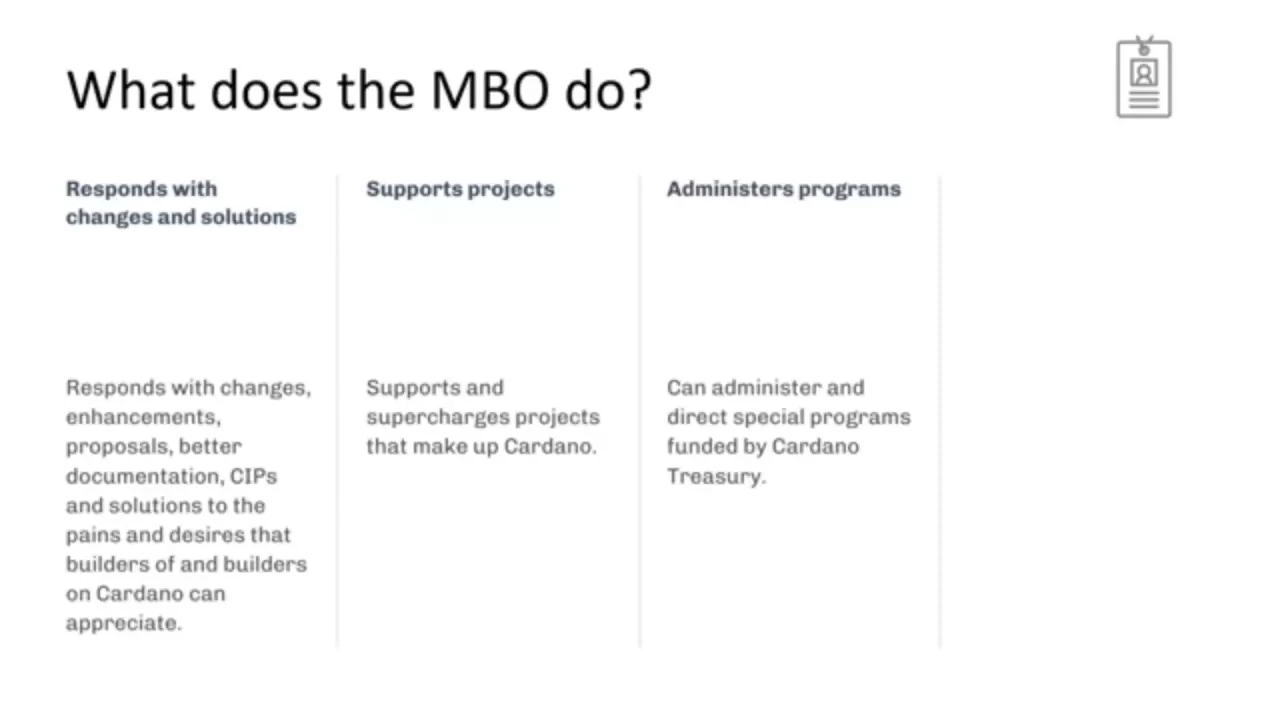 What does the MBO do?
Responds with
changes and solutions
Responds with changes,
enhancements,
proposals, better
documentation, CIPs
and solutions to the
pains and desires that
builders of and builders
on Cardano can
appreciate.
Supports projects
Supports and
supercharges projects
that make up Cardano.
Administers programs
Can administer and
direct special programs
funded by Cardano
Treasury.